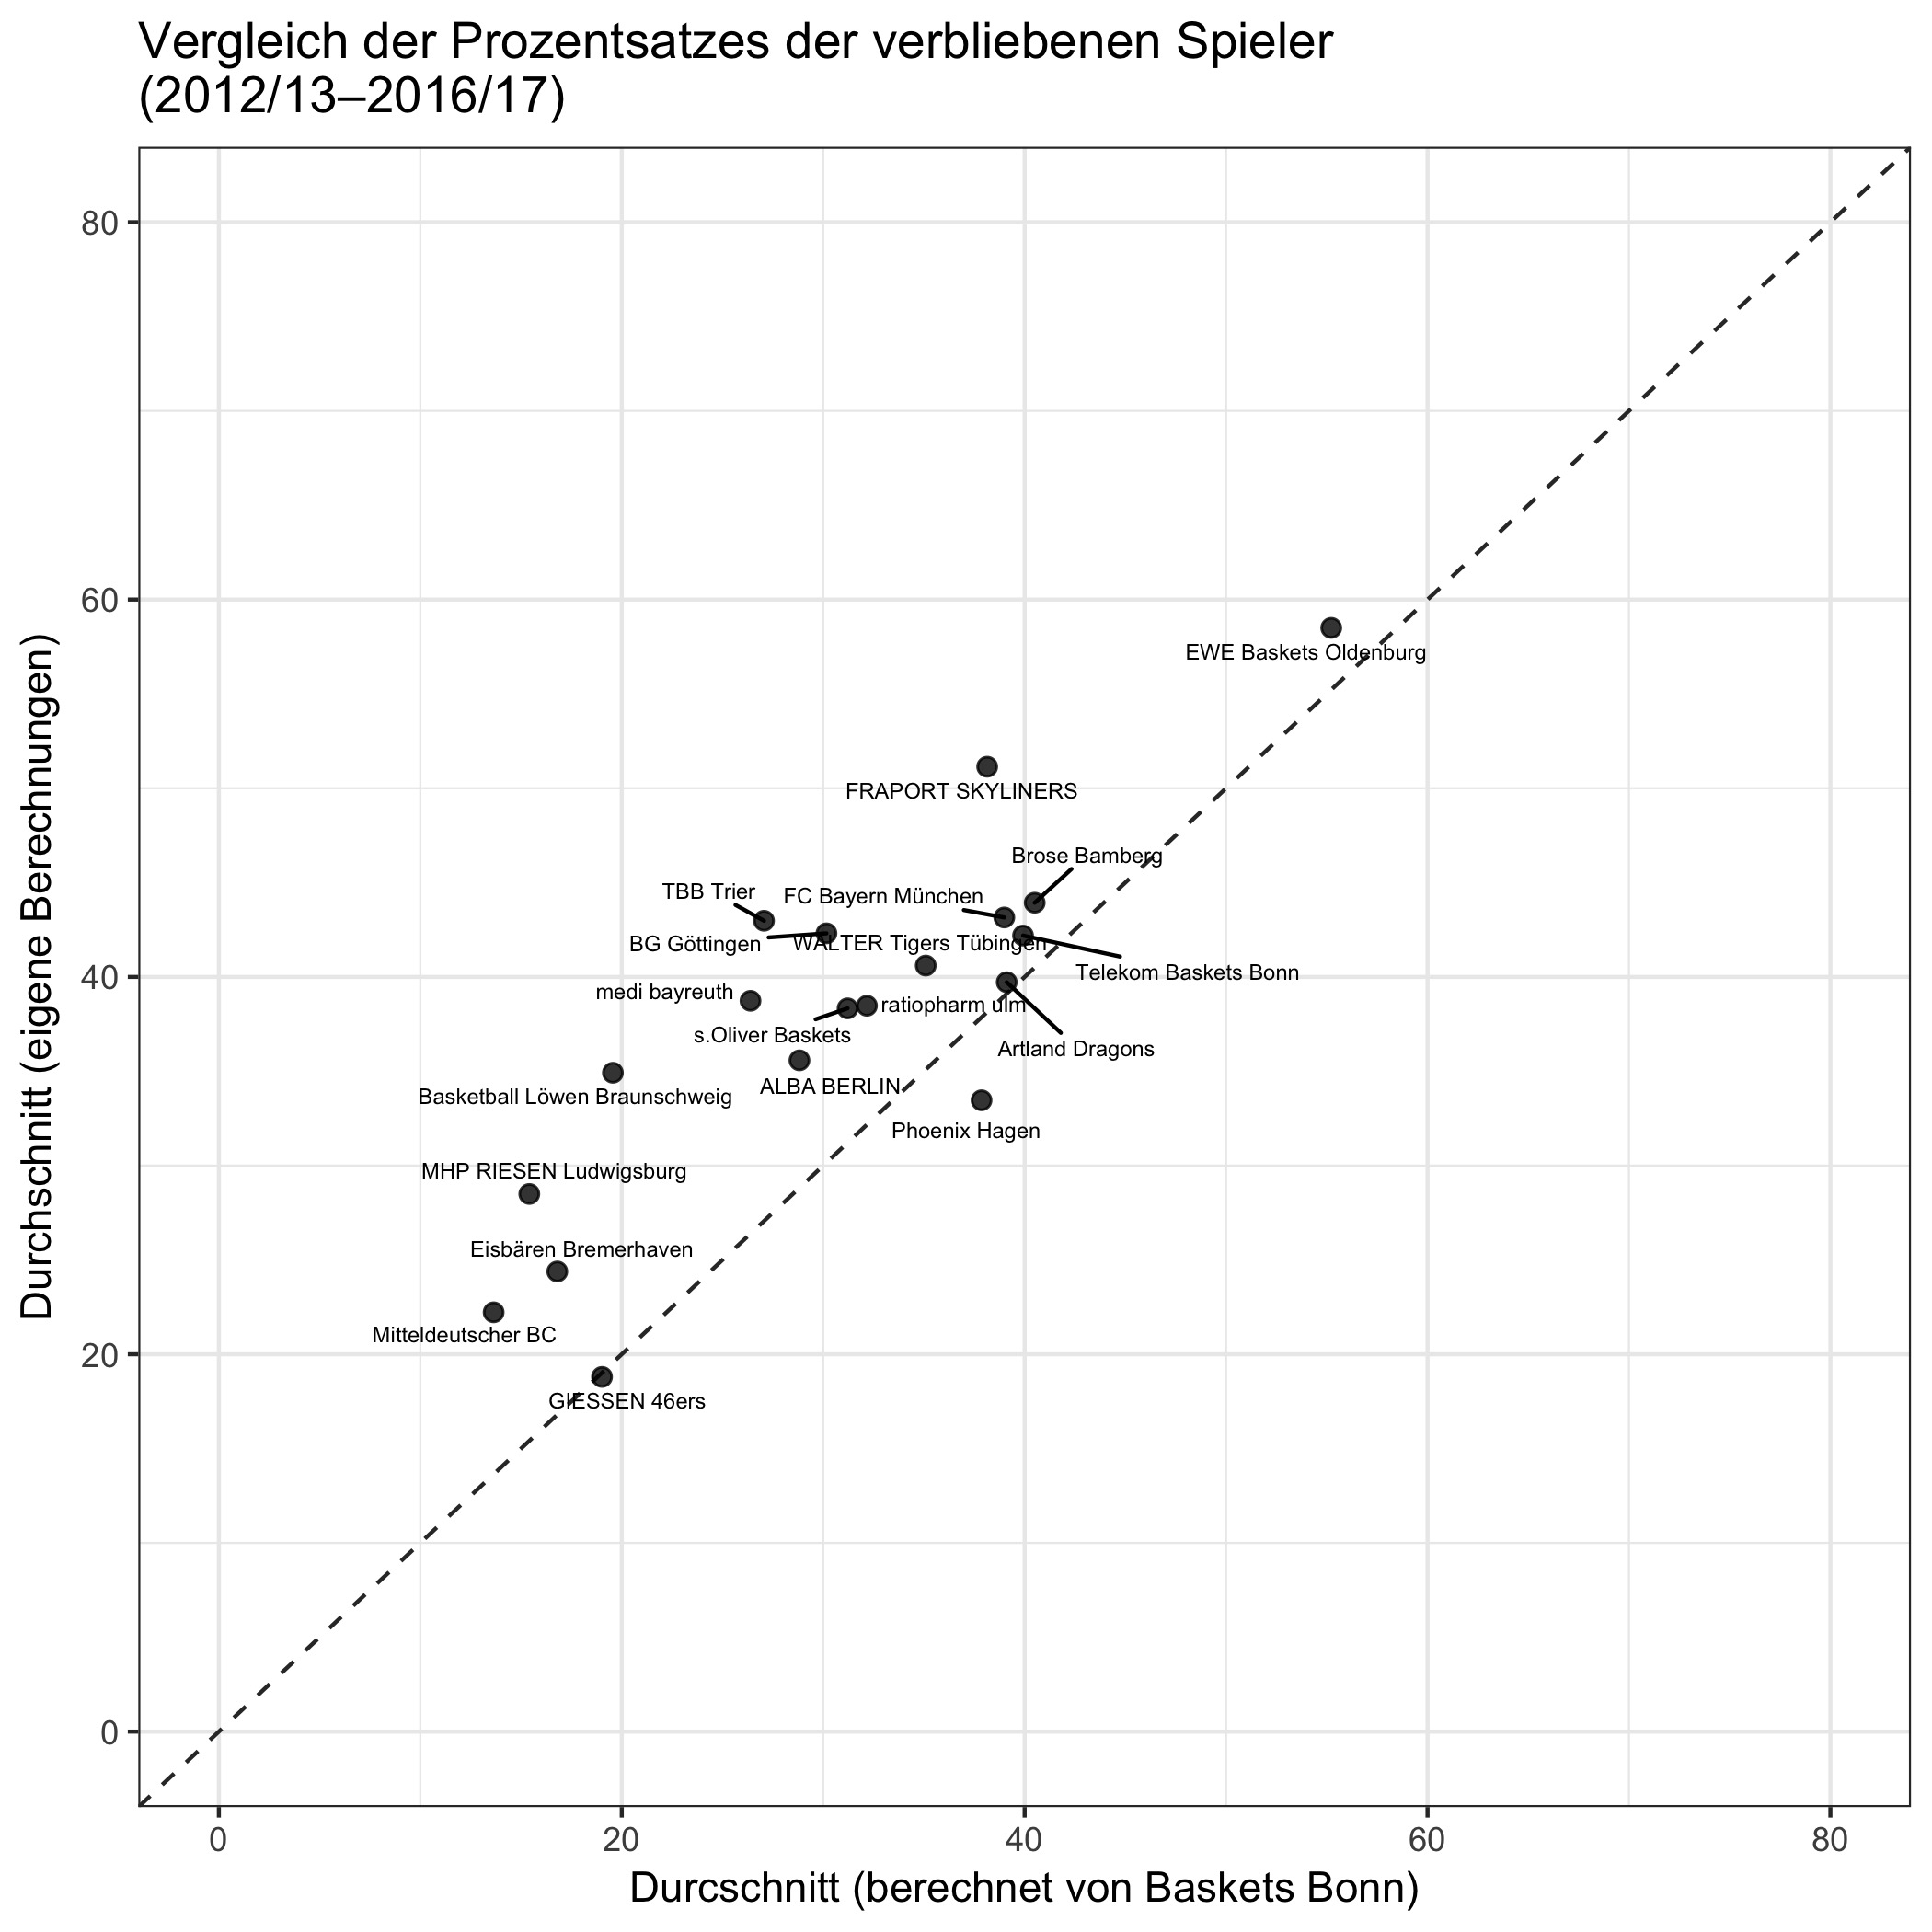 Vergleich der Prozentsatzes der verbliebenen Spieler
(2012/13–2016/17)
80
60
40
20
0
Durchschnitt (eigene Berechnungen)
EWE Baskets Oldenburg
FRAPORT SKYLINERS
Brose Bamberg
TBB Trier
FC Bayern München
BG Göttingen
WALTER Tigers Tübingen
Telekom Baskets Bonn
medi bayreuth
ratiopharm ulm
s.Oliver Baskets
Artland Dragons
ALBA BERLIN
Basketball Löwen Braunschweig
Phoenix Hagen
MHP RIESEN Ludwigsburg
Eisbären Bremerhaven
Mitteldeutscher BC
GIESSEN 46ers
0
20
40
60
80
Durcschnitt (berechnet von Baskets Bonn)